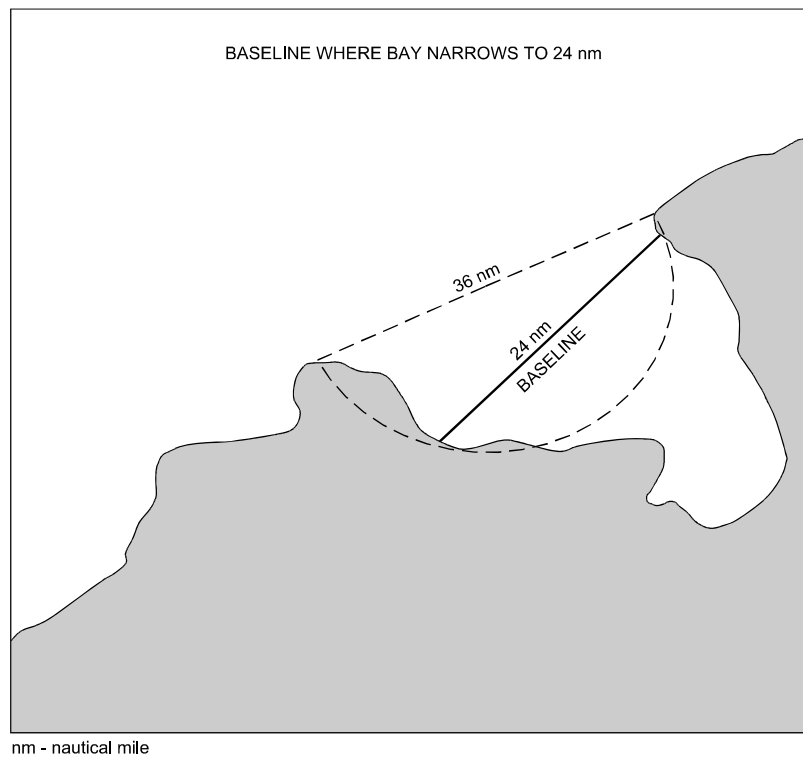 BASELINE WHERE BAY NARROWS TO 24 nm
36 nm
24 nm
BASELINE
nm - nautical mile